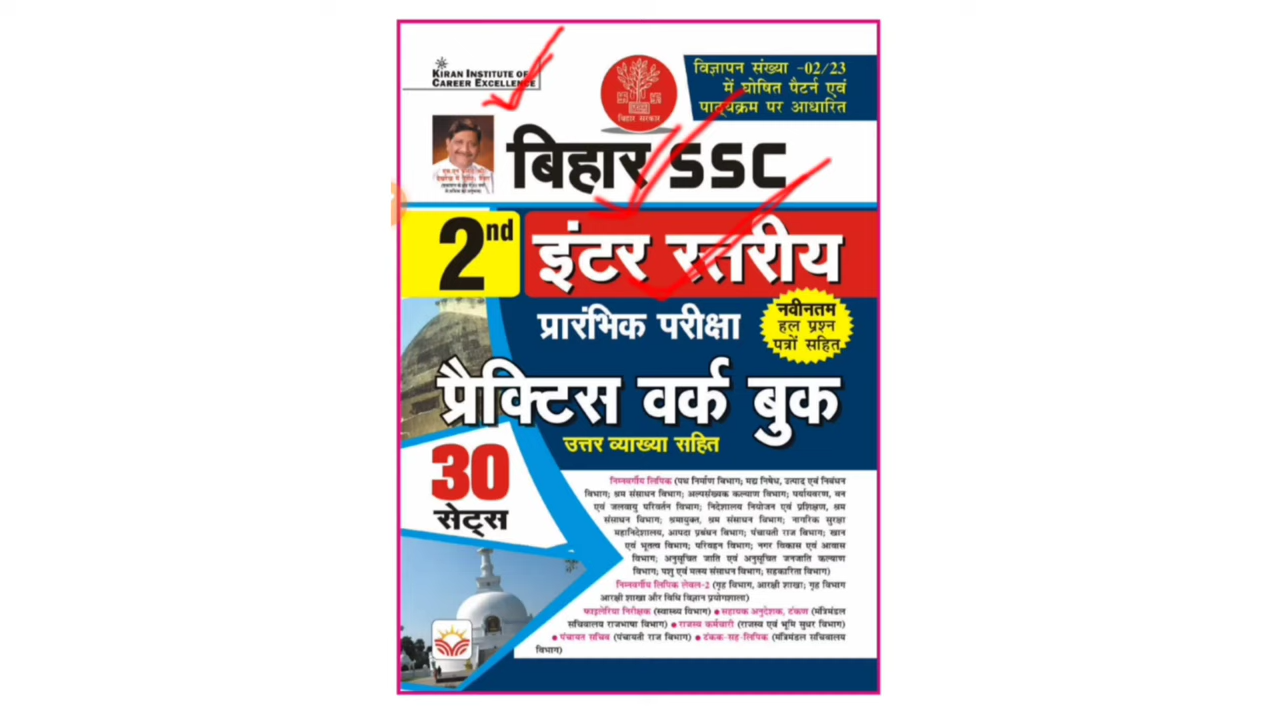 KIRAN INSTITUTE OF
CAREER EXCELLENCE
बिहार सरकार
विज्ञापन संख्या -02/23
में घोषित पैटर्न एवं
पाठ्यक्रम पर आधारित
बिहार SSC
2nd इंटर स्तरीय
प्रारंभिक परीक्षा
नवीनतम
हल प्रश्न
पत्रों सहित
प्रैक्टिस वर्क बुक
उत्तर व्याख्या सहित
30
सेट्स
निम्नवर्गीय लिपिक (पथ निर्माण विभाग; मद्य निषेध, उत्पाद एवं निबंधन
विभाग; श्रम संसाधन विभाग; अल्पसंख्यक कल्याण विभाग; पर्यावरण, वन
एवं जलवायु परिवर्तन विभाग; निदेशालय नियोजन एवं प्रशिक्षण, श्रम
संसाधन विभाग; श्रमायुक्त, श्रम संसाधन विभाग; नागरिक सुरक्षा
महानिदेशालय, आपदा प्रबंधन विभाग; पंचायती राज विभाग; खान
एवं भूतत्व विभाग; परिवहन विभाग; नगर विकास एवं आवास
विभाग; अनुसूचित जाति एवं अनुसूचित जनजाति कल्याण
विभाग; पशु एवं मत्स्य संसाधन विभाग; सहकारिता विभाग)
निम्नवर्गीय लिपिक लेवल-2 (गृह विभाग, आरक्षी शाखा; गृह विभाग
आरक्षी शाखा और विधि विज्ञान प्रयोगशाला)
फाइलेरिया निरीक्षक (स्वास्थ्य विभाग) ● सहायक अनुदेशक, टंकण (मंत्रिमंडल
सचिवालय राजभाषा विभाग) ● राजस्व कर्मचारी (राजस्व एवं भूमि सुधर विभाग)
● पंचायत सचिव (पंचायती राज विभाग) ● टंकक-सह-लिपिक (मंत्रिमंडल सचिवालय
विभाग)